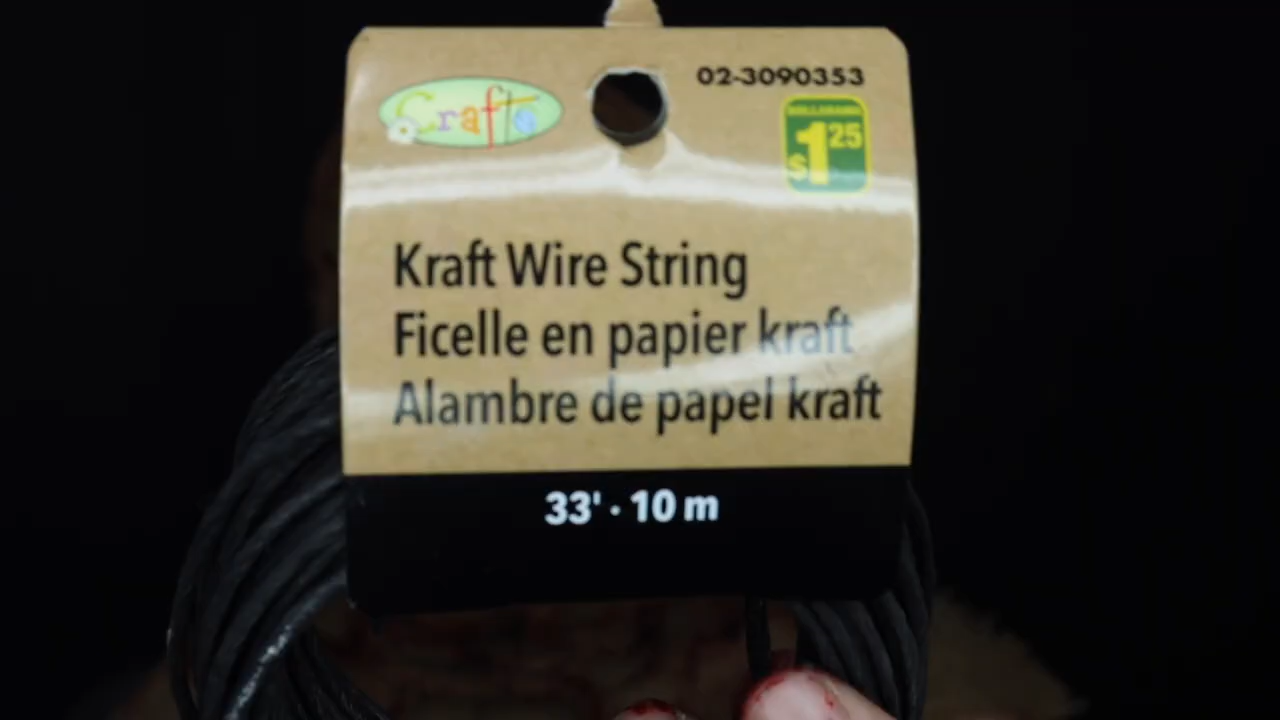 Crafts
02-3090353
$1 25
Kraft Wire String
Ficelle en papier kraft
Alambre de papel kraft
33' · 10 m